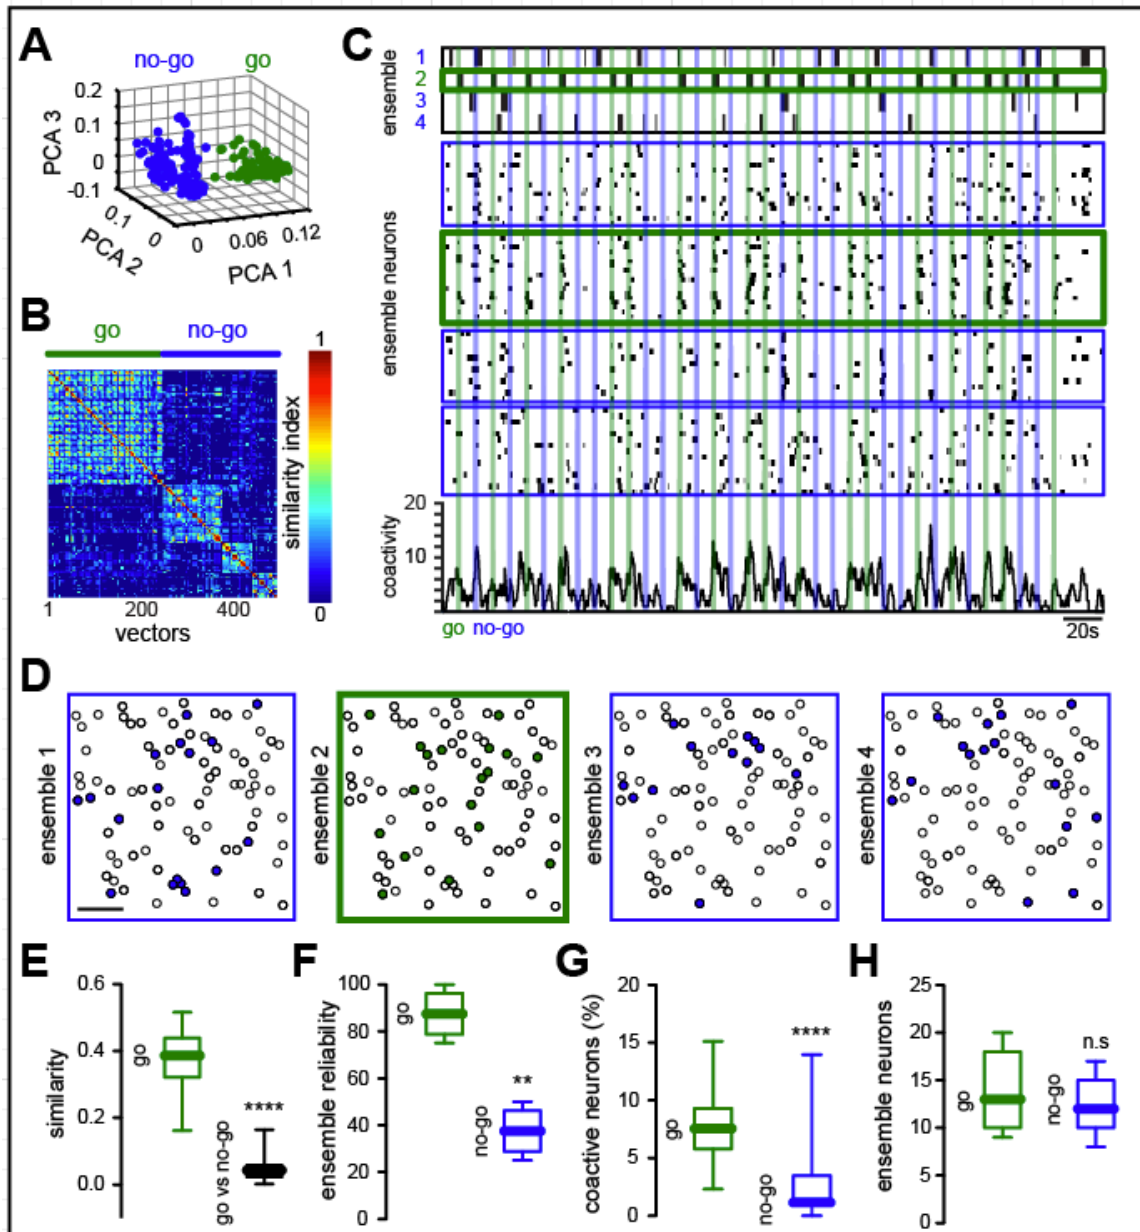 A
no-go
go
0.2
0.1
0
-0.1
PCA 3
0.1
0
PCA 2
0
0.06
0.12
PCA 1
B
go
no-go
1
0
similarity index
1
200
400
vectors
C
ensemble
1
2
3
4
ensemble neurons
20
10
coactivity
go
no-go
20s
D
ensemble 1
ensemble 2
ensemble 3
ensemble 4
E
0.6
0.4
0.2
0.0
similarity
go
****
go vs no-go
F
100
80
60
40
20
0
ensemble reliability
go
**
no-go
G
20
15
10
5
0
coactive neurons (%)
go
****
no-go
H
25
20
15
10
5
0
ensemble neurons
go
n.s
no-go